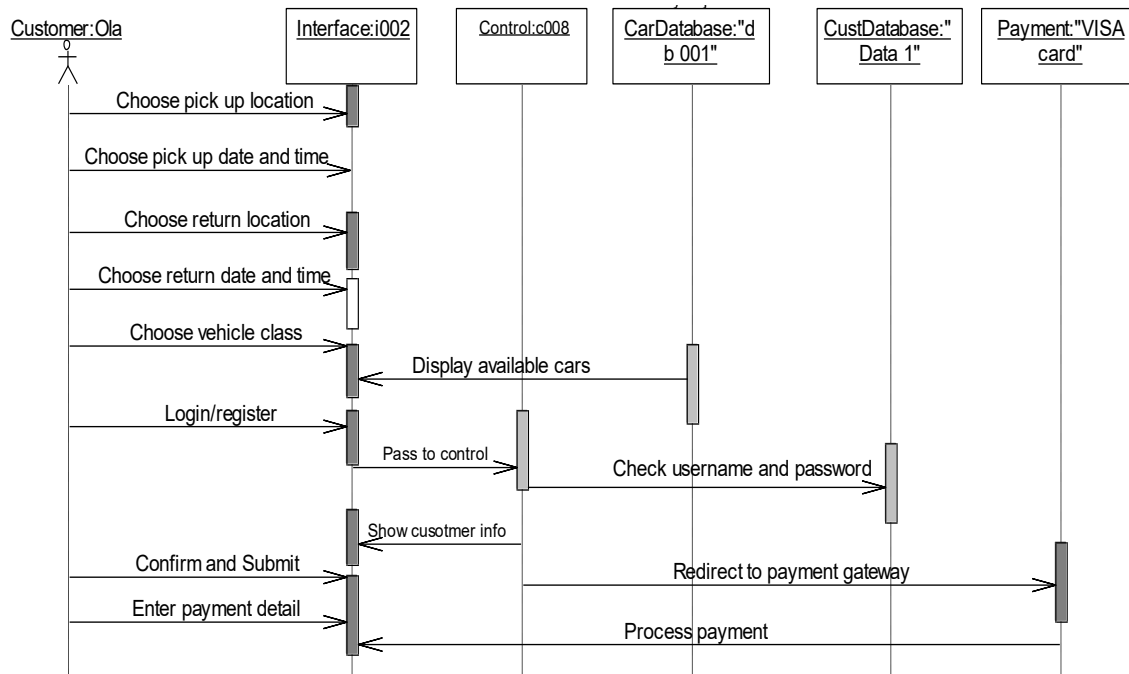 Customer:Ola
Interface:i002
Control:c008
CarDatabase:"d
b 001"
CustDatabase:"
Data 1"
Payment:"VISA
card"
Choose pick up location
Choose pick up date and time
Choose return location
Choose return date and time
Choose vehicle class
Display available cars
Login/register
Pass to control
Check username and password
Show cusotmer info
Confirm and Submit
Redirect to payment gateway
Enter payment detail
Process payment